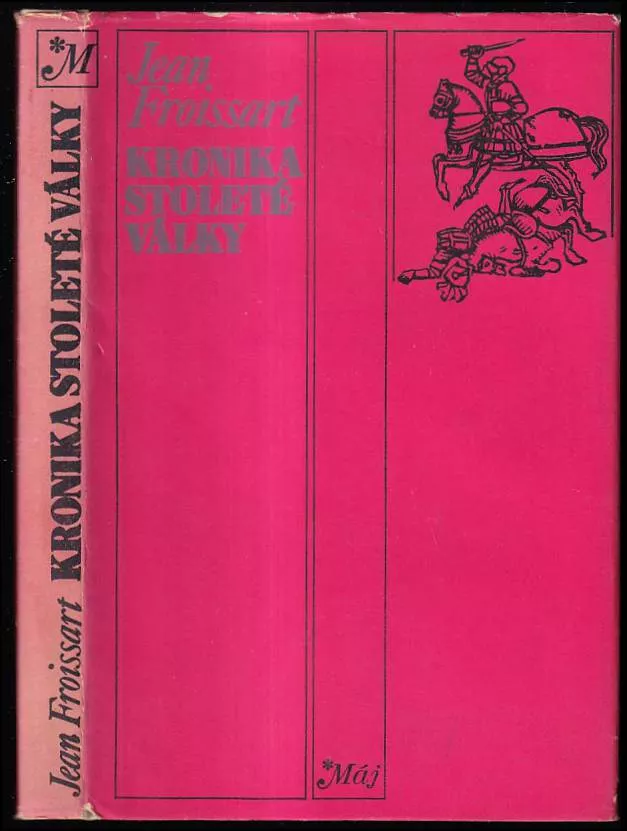 *M
Jean Froissart KRONIKA STOLETÉ VÁLKY
Jean
Froissart
KRONIKA
STOLETÉ
VÁLKY
*Máj